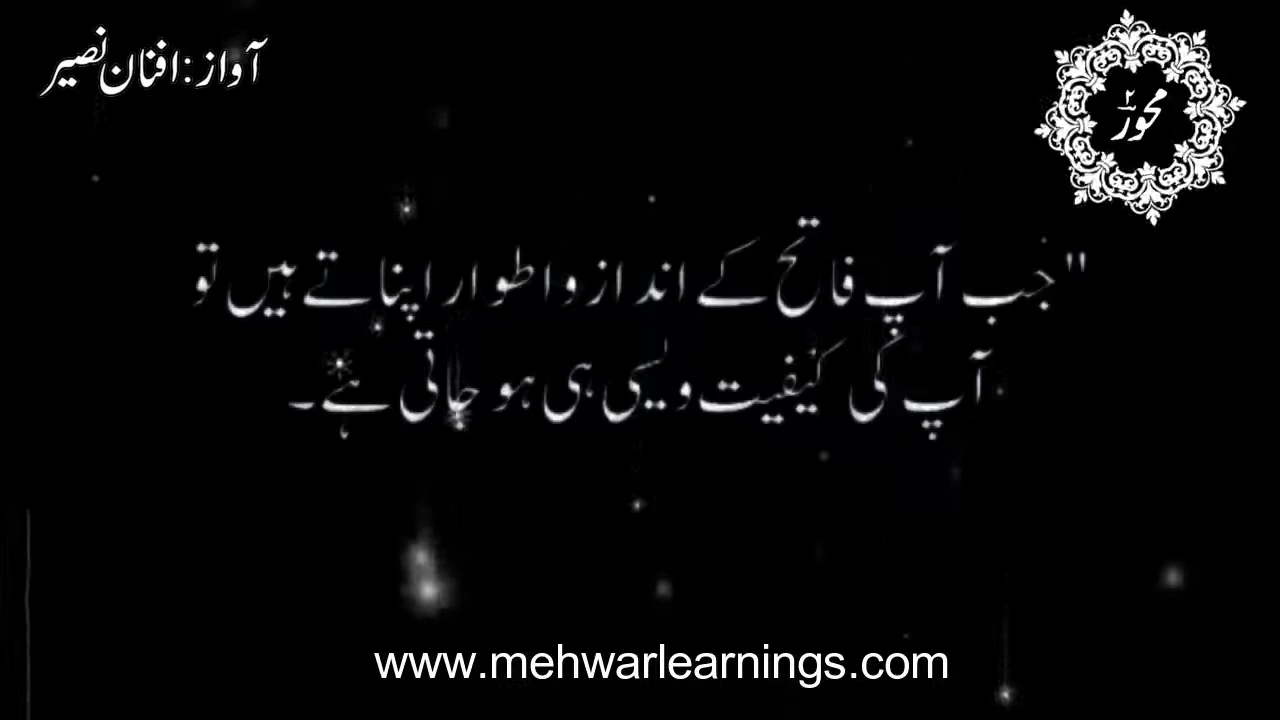 آواز: افنان نصیر
محور
"جب آپ فاتح کے انداز و اطوار اپناتے ہیں تو
آپ کی کیفیت ویسی ہی ہو جاتی ہے۔
www.mehwarlearnings.com